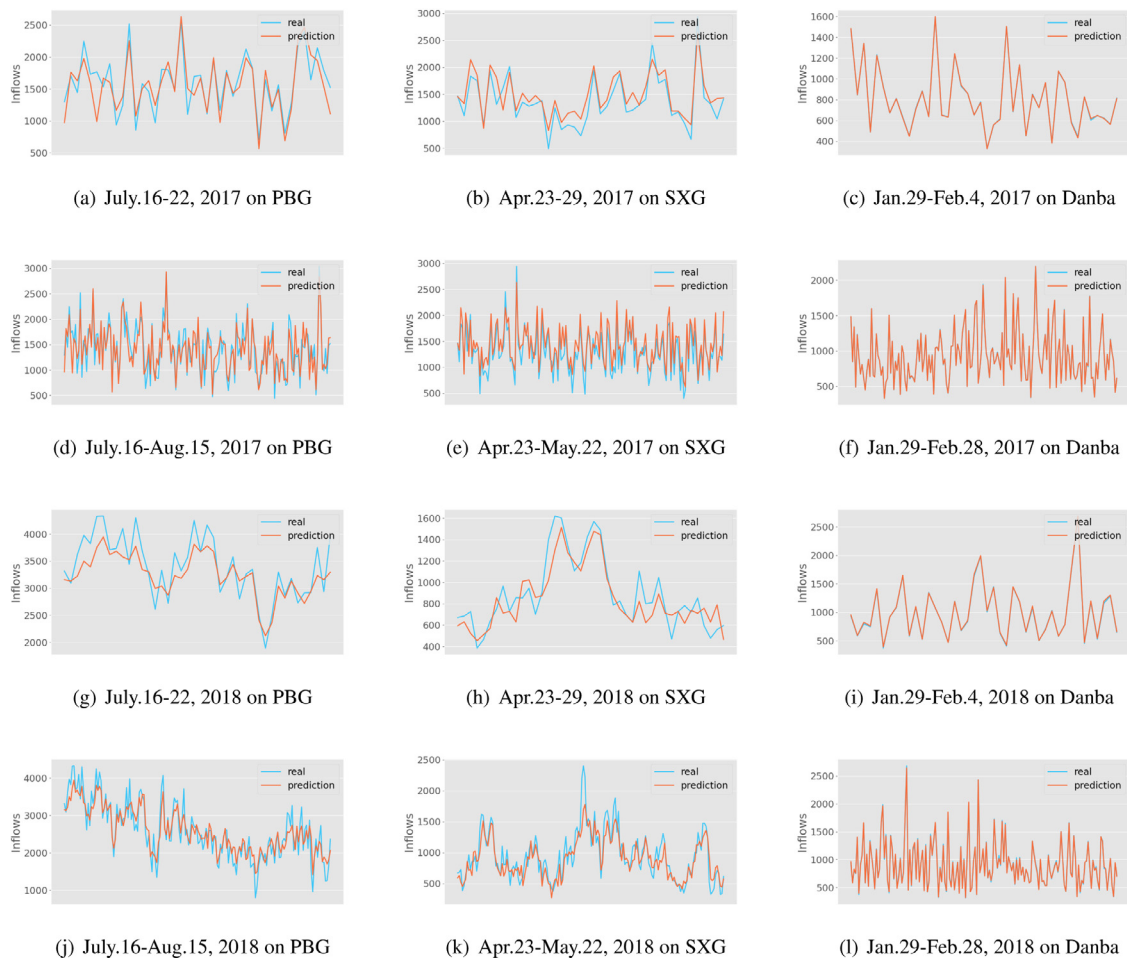 2500
2000
1500
1000
500
Inflows
real
prediction
(a) July.16-22, 2017 on PBG
3000
2500
2000
1500
1000
500
Inflows
real
prediction
(b) Apr.23-29, 2017 on SXG
1600
1400
1200
1000
800
600
400
Inflows
real
prediction
(c) Jan.29-Feb.4, 2017 on Danba
3000
2500
2000
1500
1000
500
Inflows
real
prediction
(d) July.16-Aug.15, 2017 on PBG
3000
2500
2000
1500
1000
500
Inflows
real
prediction
(e) Apr.23-May.22, 2017 on SXG
2000
1500
1000
500
Inflows
real
prediction
(f) Jan.29-Feb.28, 2017 on Danba
4000
3500
3000
2500
2000
Inflows
real
prediction
(g) July.16-22, 2018 on PBG
1600
1400
1200
1000
800
600
400
Inflows
real
prediction
(h) Apr.23-29, 2018 on SXG
2500
2000
1500
1000
500
Inflows
real
prediction
(i) Jan.29-Feb.4, 2018 on Danba
4000
3000
2000
1000
Inflows
real
prediction
(j) July.16-Aug.15, 2018 on PBG
2500
2000
1500
1000
500
Inflows
real
prediction
(k) Apr.23-May.22, 2018 on SXG
2500
2000
1500
1000
500
Inflows
real
prediction
(l) Jan.29-Feb.28, 2018 on Danba